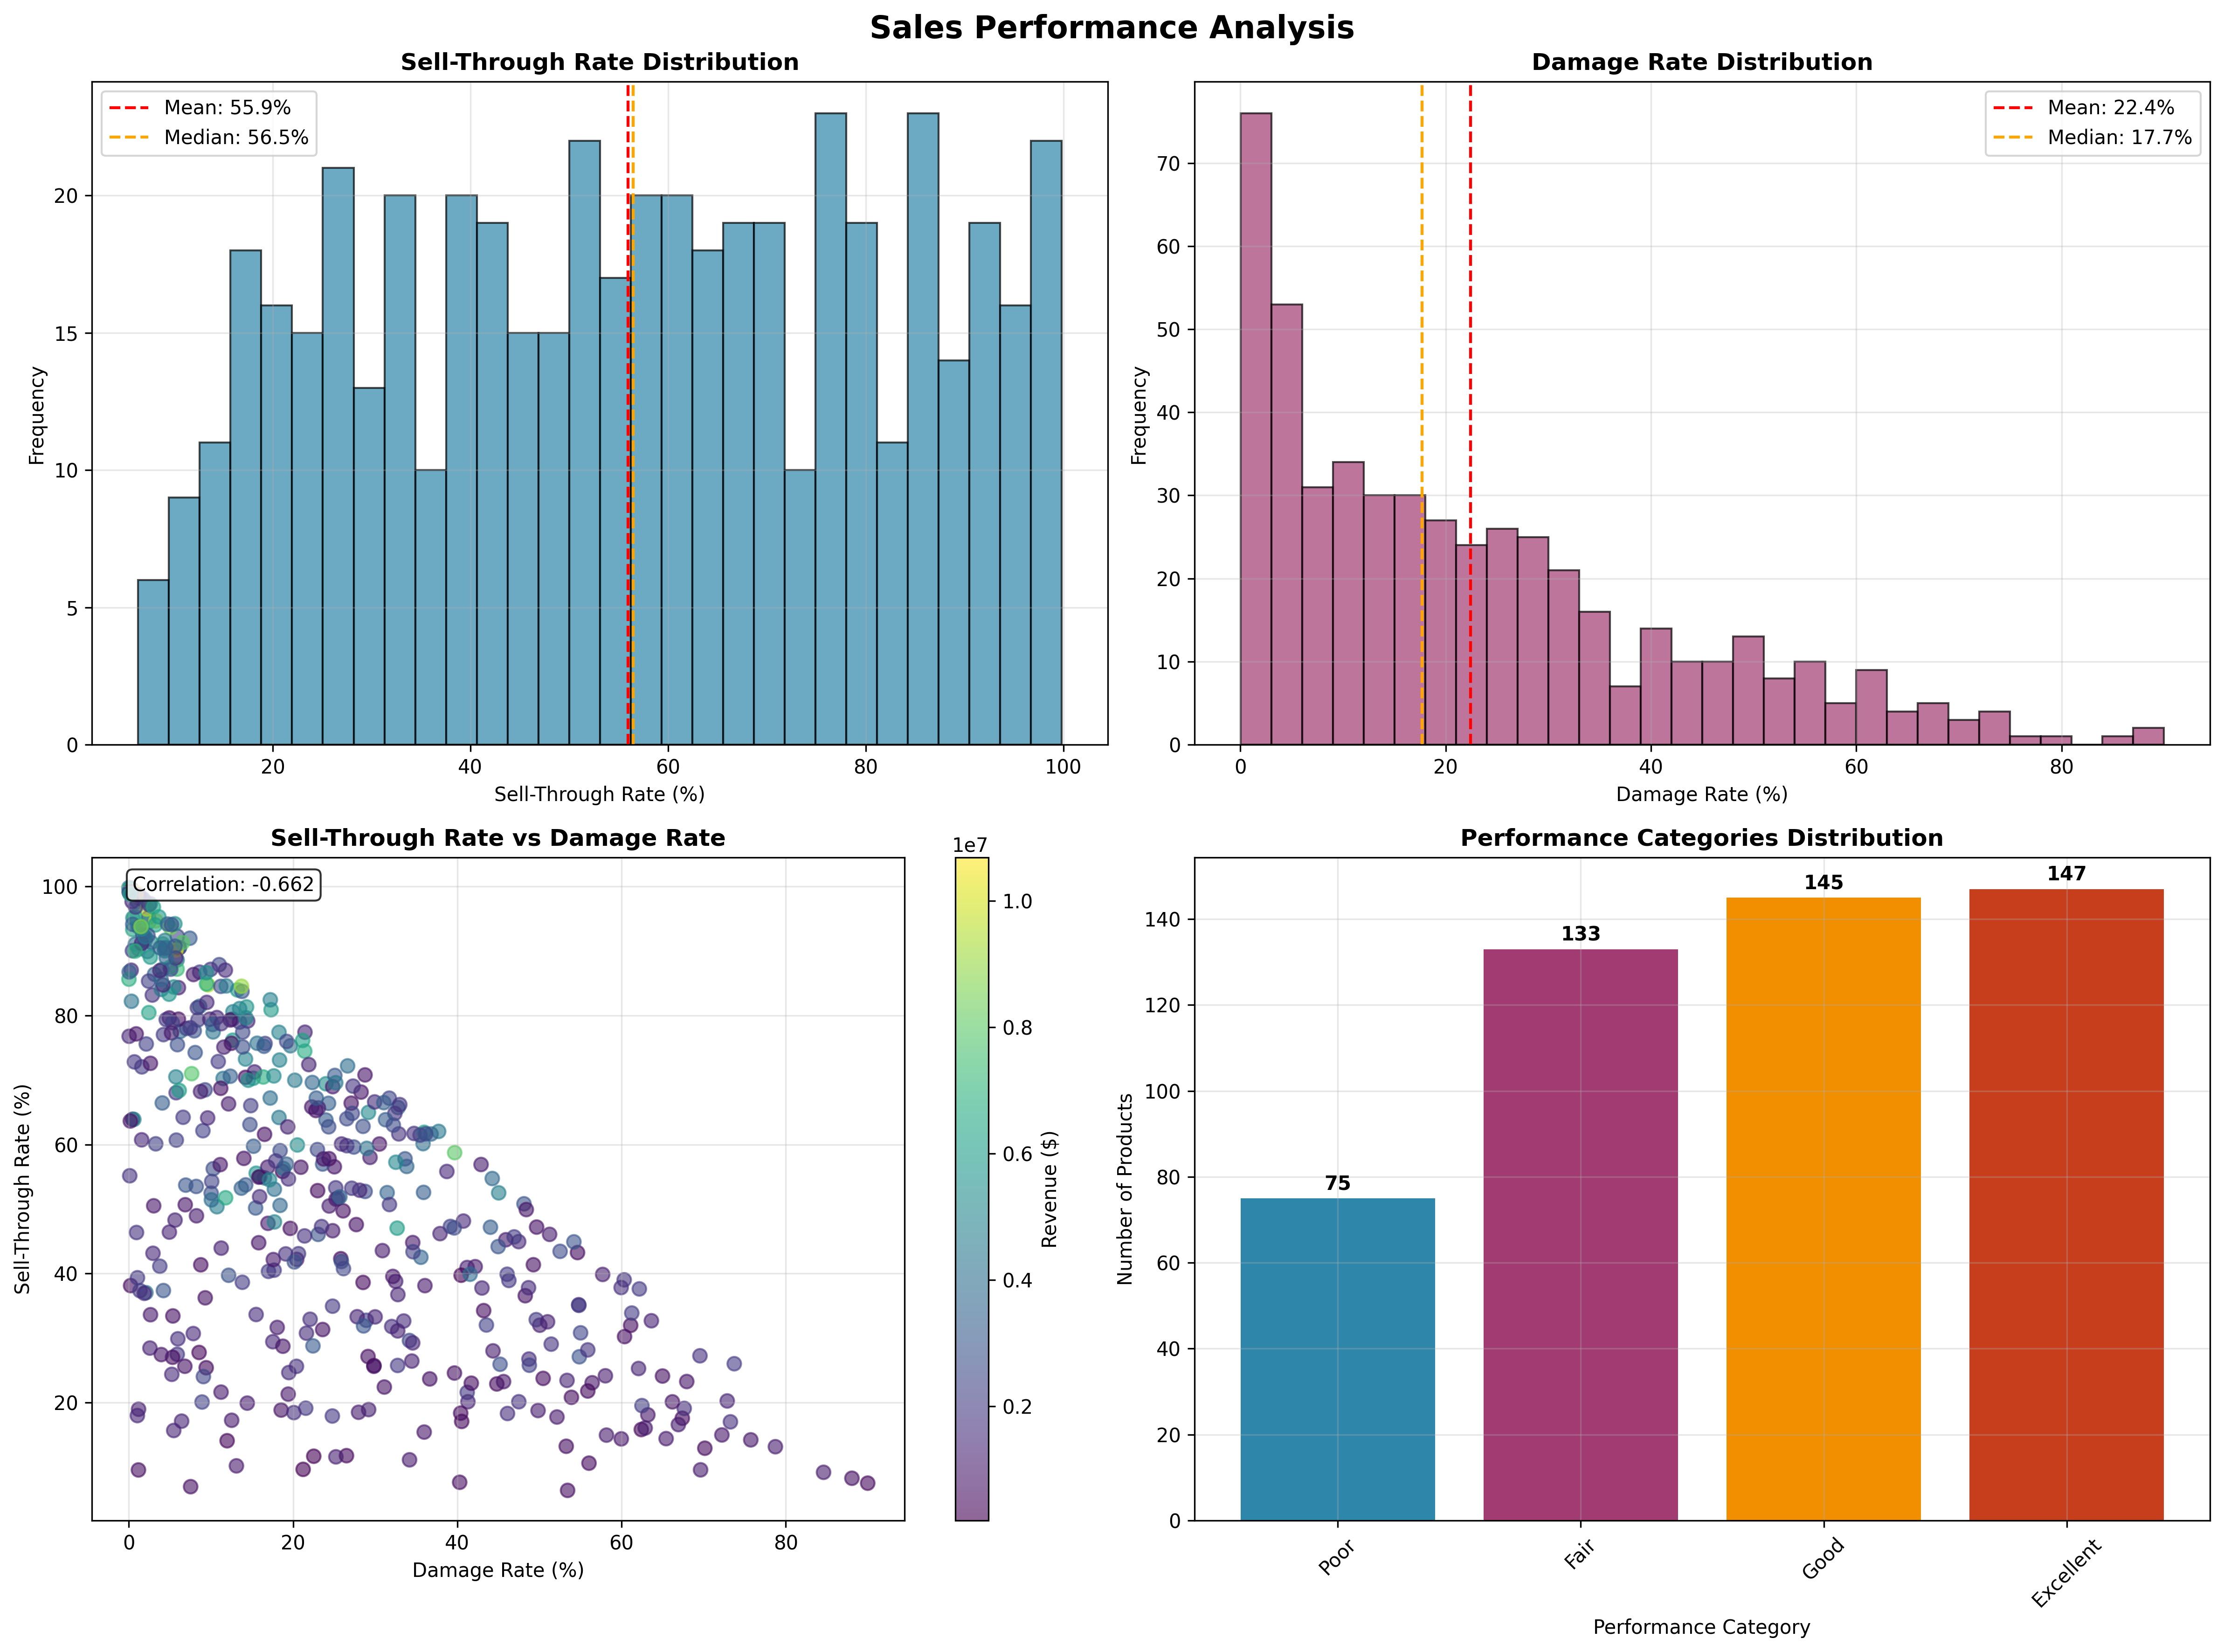 Sales Performance Analysis
Sell-Through Rate Distribution
Mean: 55.9%
Median: 56.5%
Frequency
20
15
10
5
0
20
40
60
80
100
Sell-Through Rate (%)
Damage Rate Distribution
Mean: 22.4%
Median: 17.7%
Frequency
70
60
50
40
30
20
10
0
0
20
40
60
80
Damage Rate (%)
Sell-Through Rate vs Damage Rate
Correlation: -0.662
Sell-Through Rate (%)
100
80
60
40
20
0
20
40
60
80
Damage Rate (%)
1e7
1.0
0.8
0.6
0.4
0.2
Revenue ($)
Performance Categories Distribution
Number of Products
140
120
100
80
60
40
20
0
75
133
145
147
Poor
Fair
Good
Excellent
Performance Category